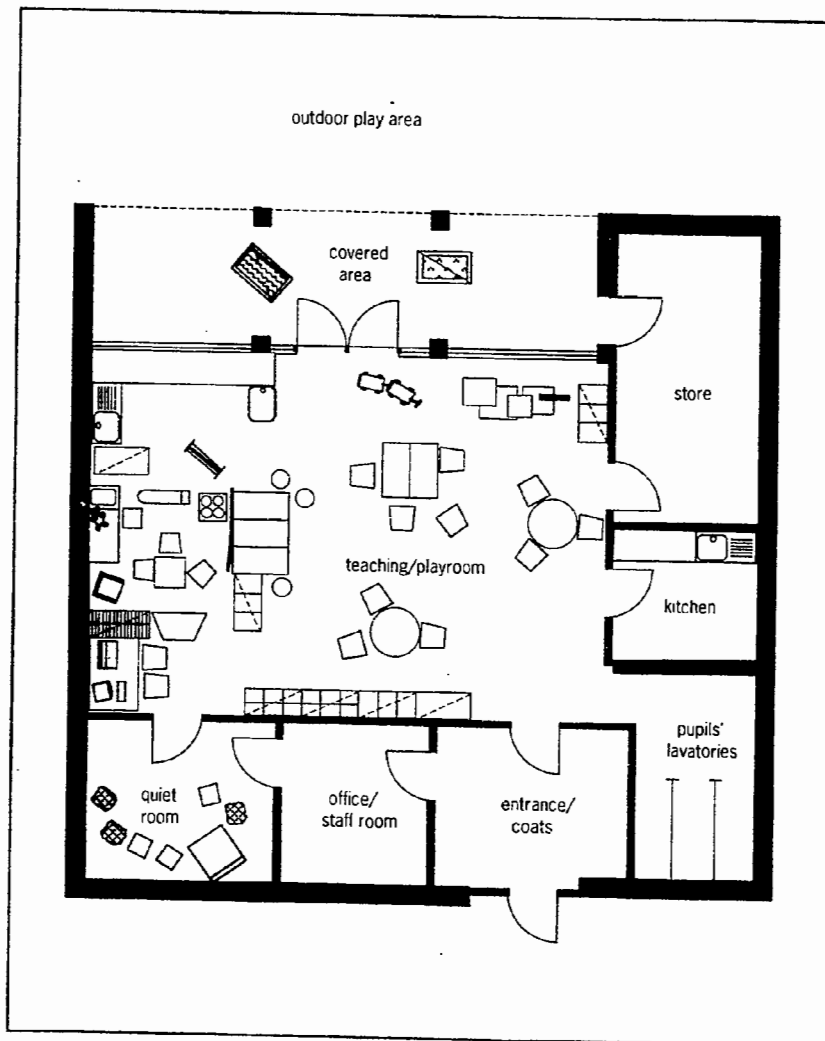 outdoor play area
covered
area
store
teaching/playroom
kitchen
pupils'
lavatories
quiet
room
office/
staff room
entrance/
coats